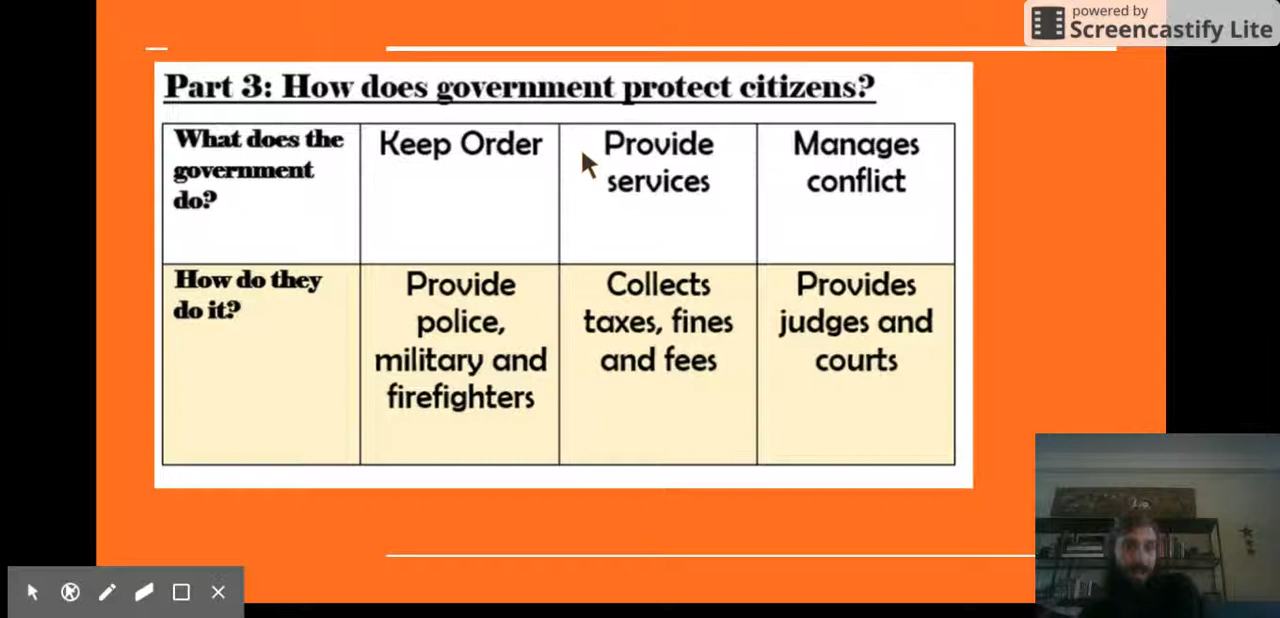 powered by
Screencastify Lite
Part 3: How does government protect citizens?
What does the
government
do?
Keep Order
Provide
services
Manages
conflict
How do they
do it?
Provide
police,
military and
firefighters
Collects
taxes, fines
and fees
Provides
judges and
courts